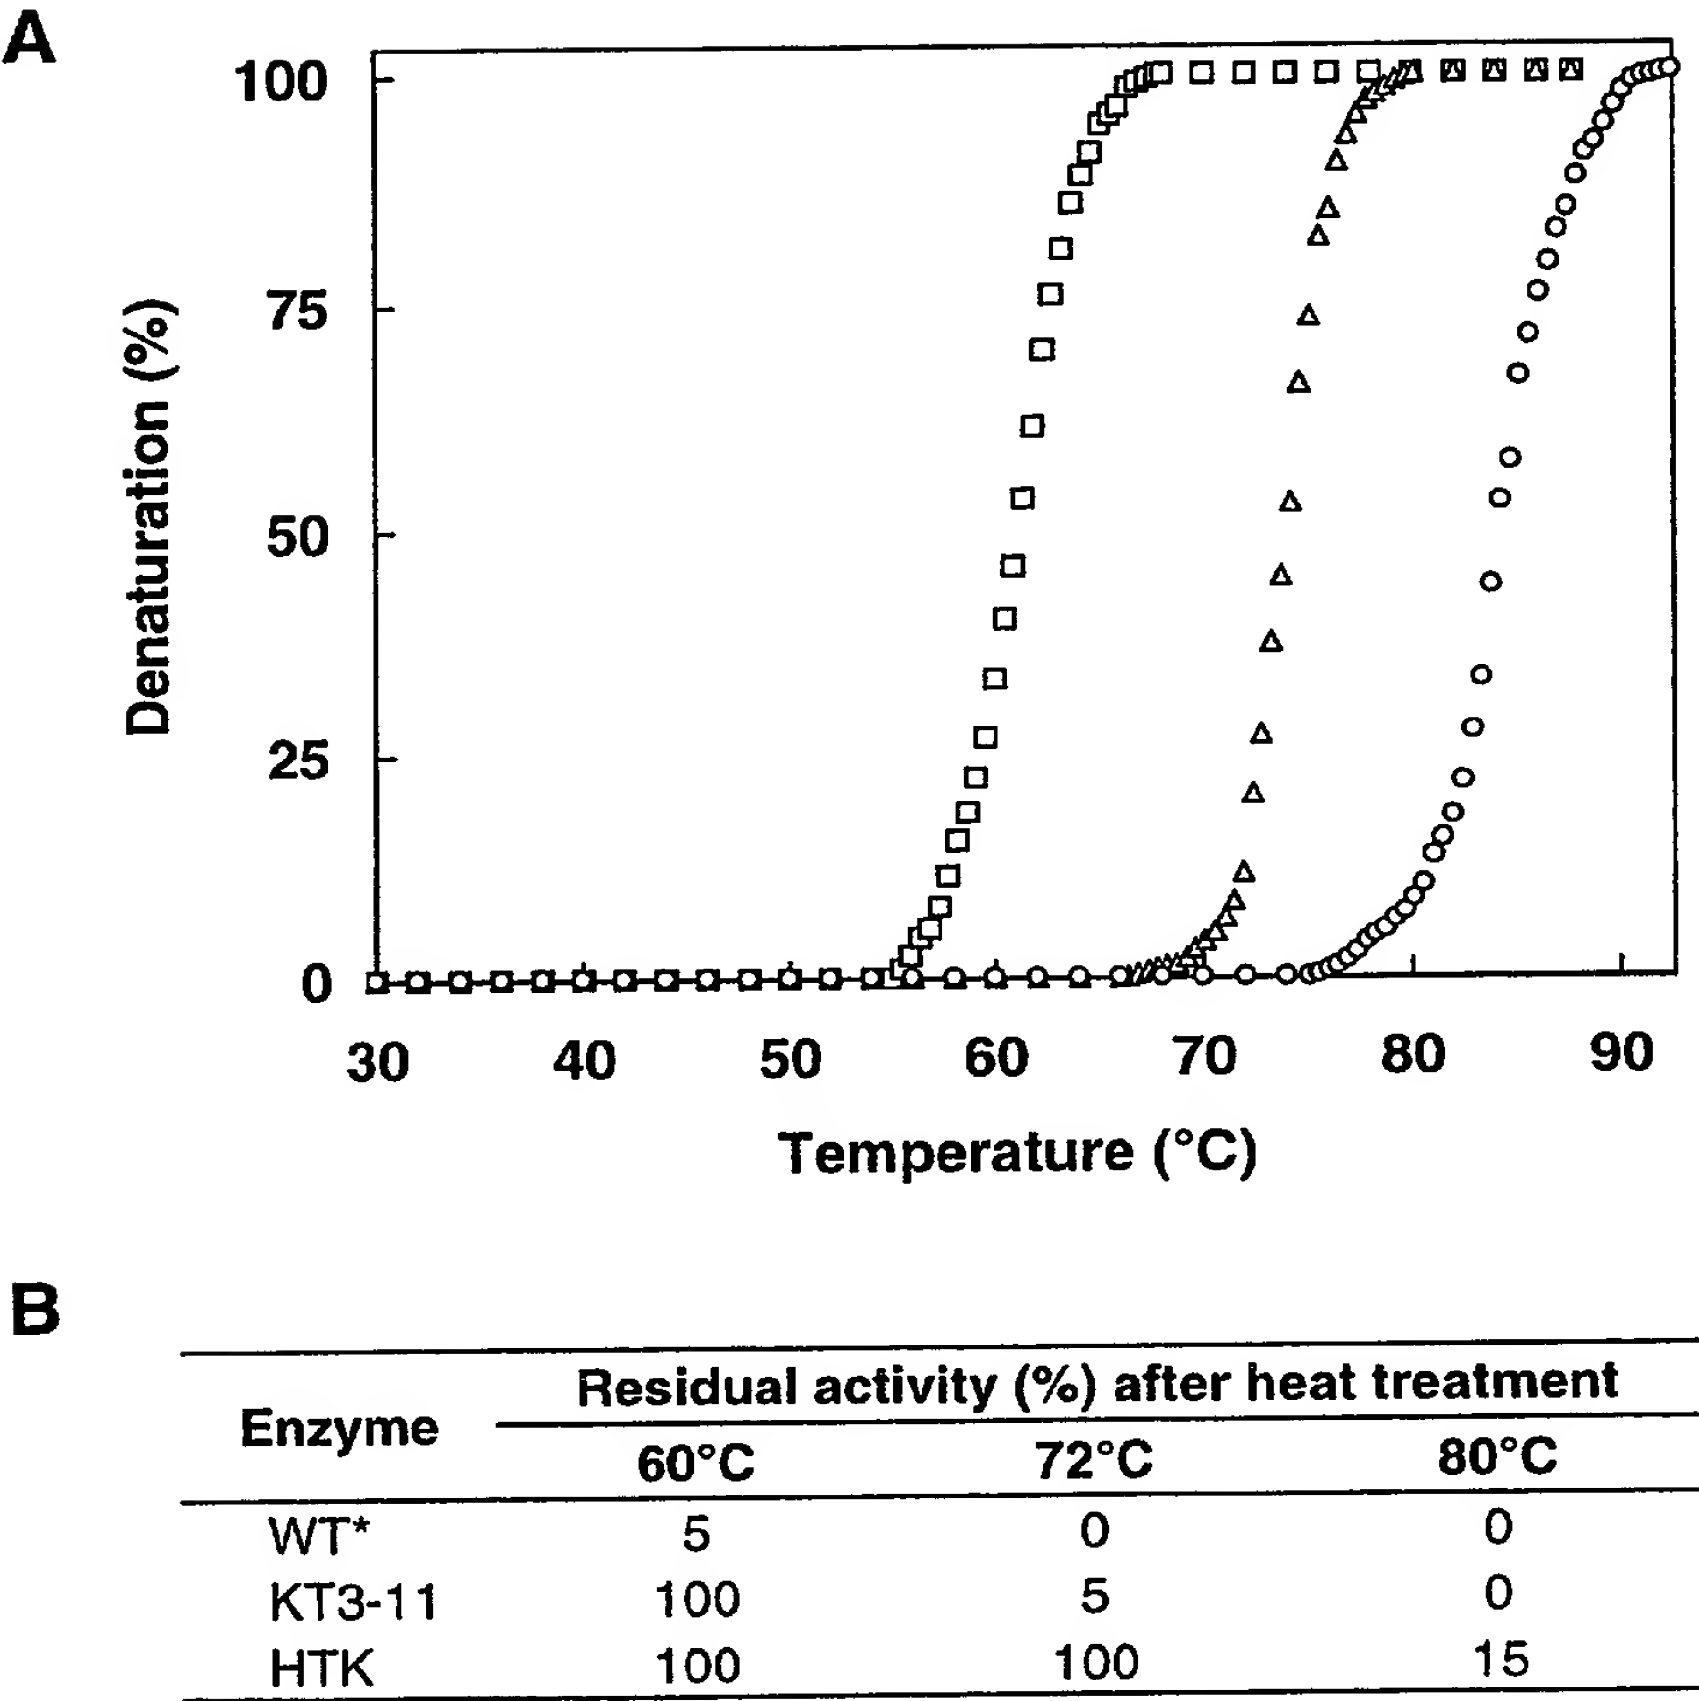 A
100
75
50
25
0
Denaturation (%)
30 40 50 60 70 80 90
Temperature (°C)
B
Enzyme
Residual activity (%) after heat treatment
60°C 72°C 80°C
WT* 5 0 0
KT3-11 100 5 0
HTK 100 100 15